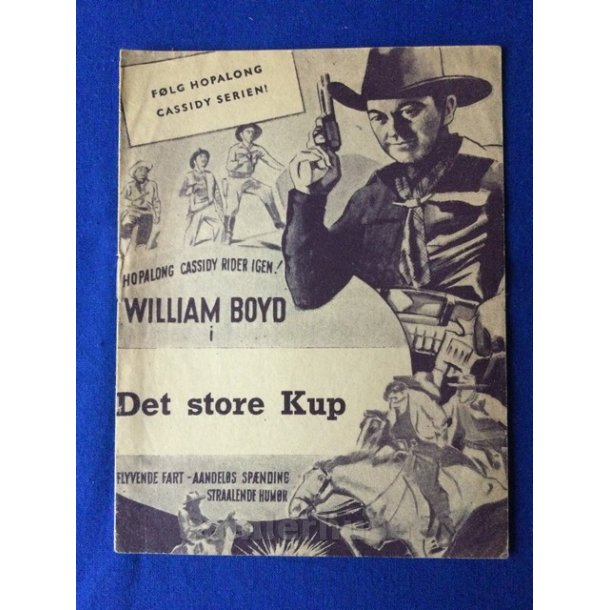 FØLG HOPALONG
CASSIDY SERIEN!
HOPALONG CASSIDY RIDER IGEN!
WILLIAM BOYD
i
Det store Kup
FLYVENDE FART - AANDELØS SPÆNDING
STRAALENDE HUMØR